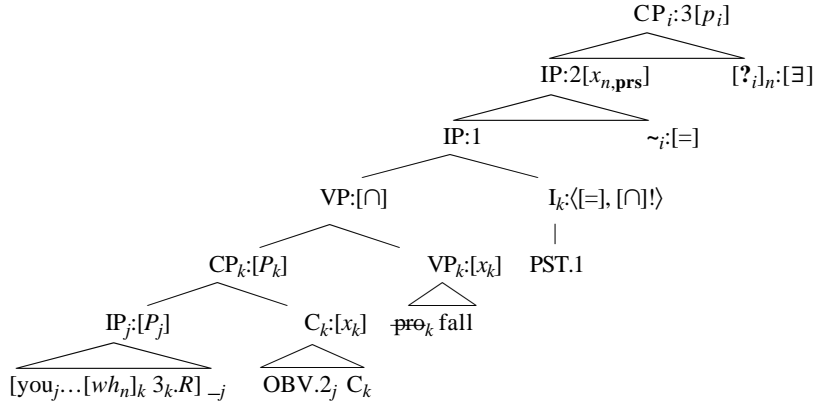 CPᵢ:3[pᵢ]
IP:2[xₙ,ₚᵣₛ] [?ᵢ]ₙ:[∃]
IP:1 ~ᵢ:[=]
VP:[∩] Iₖ:⟨[=], [∩]!⟩
CPₖ:[Pₖ] VPₖ:[xₖ] PST.1
IPⱼ:[Pⱼ] Cₖ:[xₖ] p̶r̶o̶ₖ fall
[youⱼ…[whₙ]ₖ 3ₖ.R] _ⱼ OBV.2ⱼ Cₖ